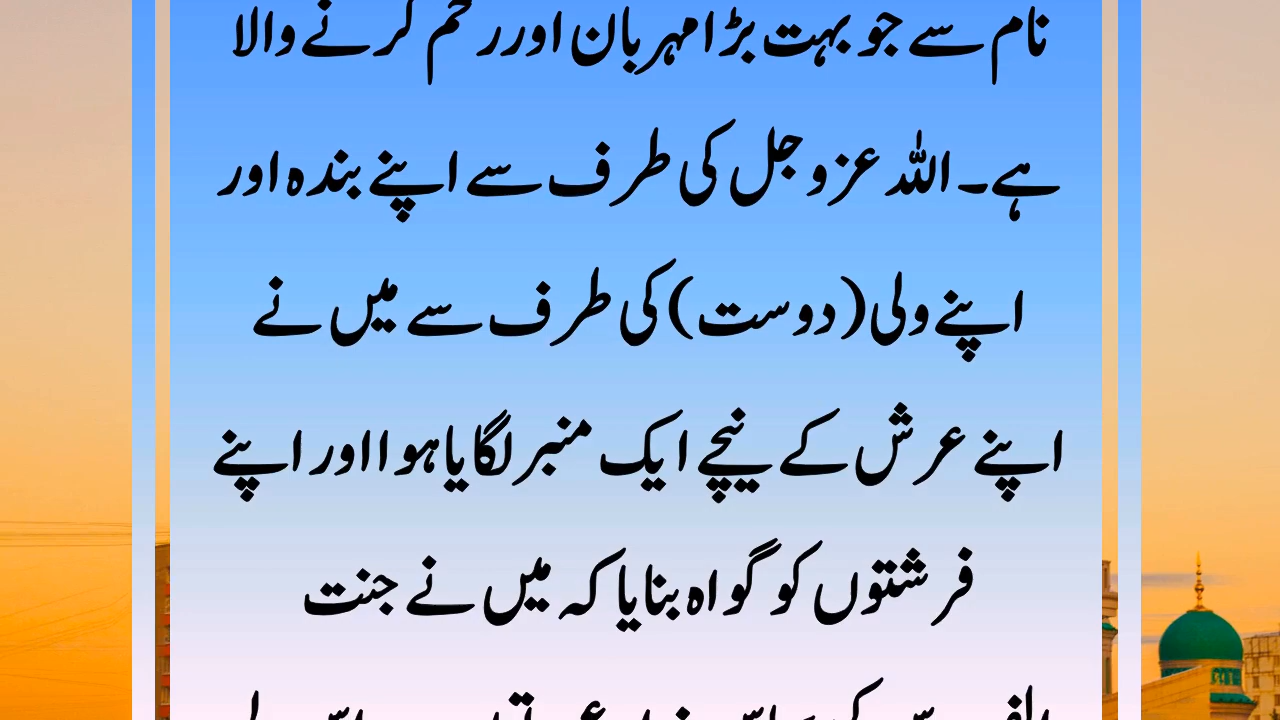 نام سے جو بہت بڑا مہربان اور رحم کرنے والا
ہے۔ اللہ عزوجل کی طرف سے اپنے بندہ اور
اپنے ولی (دوست) کی طرف سے میں نے
اپنے عرش کے نیچے ایک منبر لگایا ہوا اور اپنے
فرشتوں کو گواہ بنایا کہ میں نے جنت